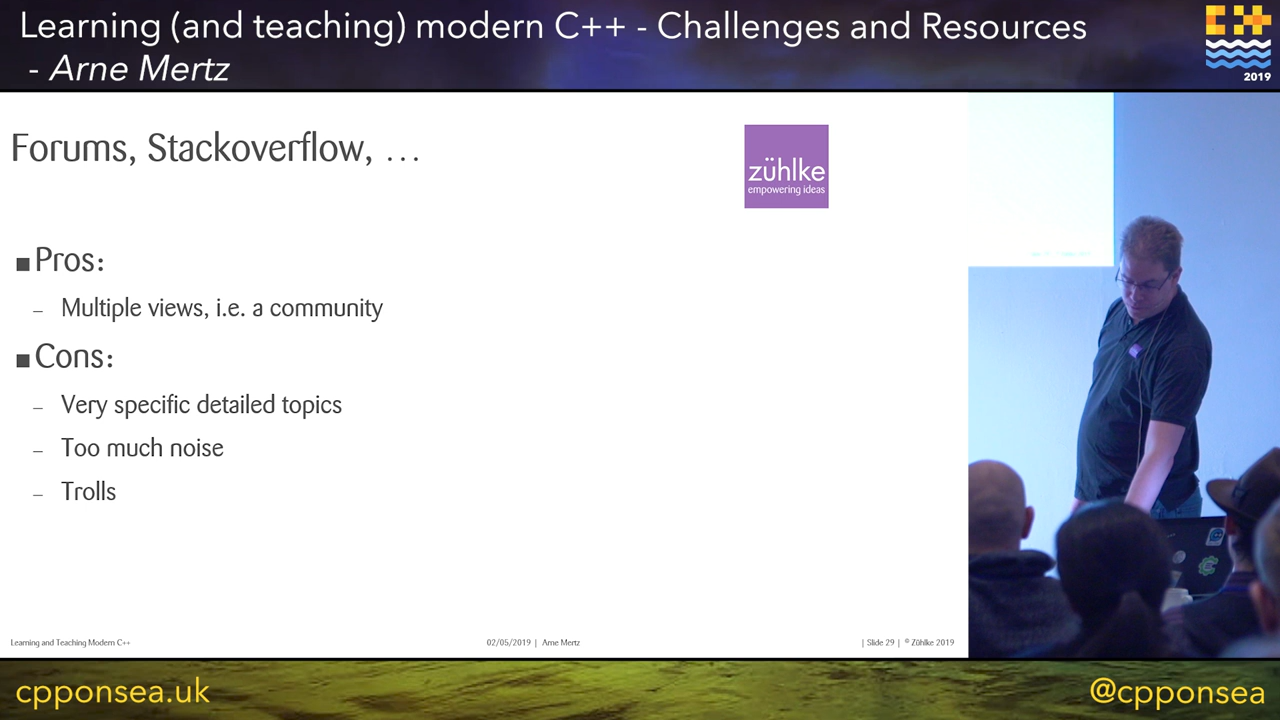 Learning (and teaching) modern C++ - Challenges and Resources
- Arne Mertz
2019
Forums, Stackoverflow, ...
zühlke
empowering ideas
■ Pros:
– Multiple views, i.e. a community
■ Cons:
– Very specific detailed topics
– Too much noise
– Trolls
Learning and Teaching Modern C++ 02/05/2019 | Arne Mertz | Slide 29 | © Zühlke 2019
cpponsea.uk @cpponsea